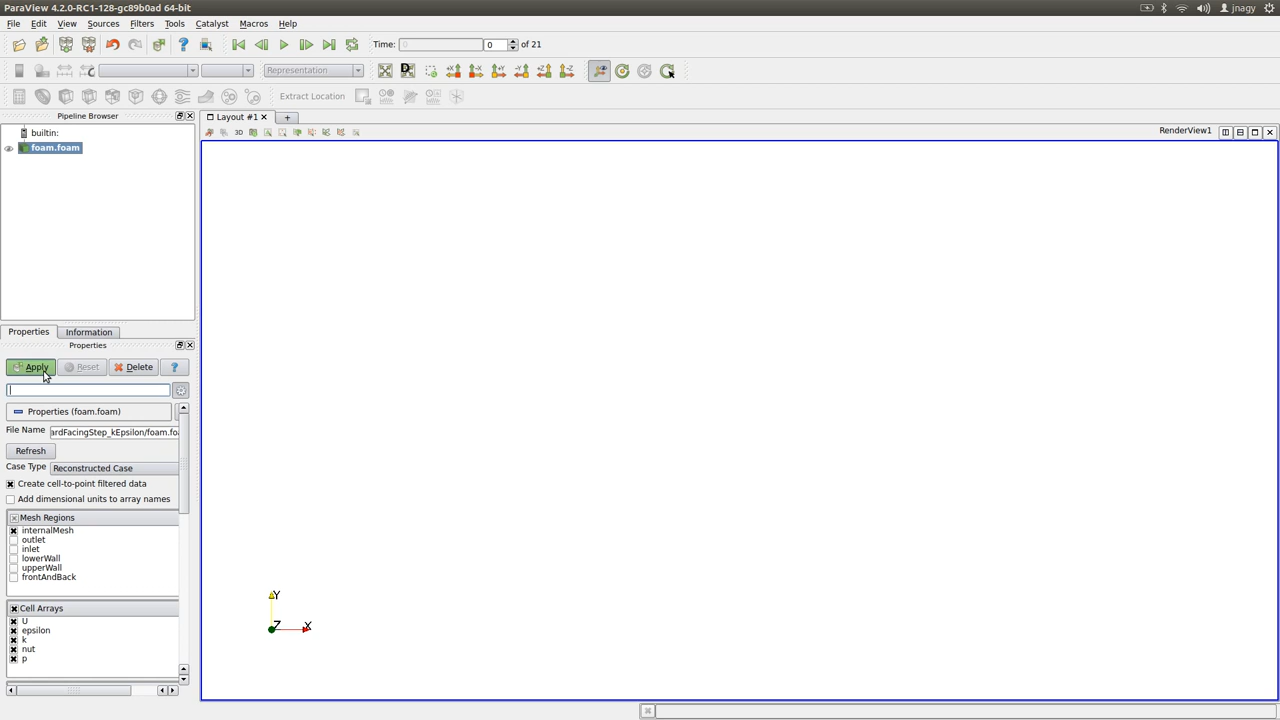 ParaView 4.2.0-RC1-128-gc89b0ad 64-bit
jnagy
File Edit View Sources Filters Tools Catalyst Macros Help
Time: 0 0 of 21
Representation
+X -X +Y -Y +Z -Z
Extract Location
Pipeline Browser
Layout #1
builtin:
3D
RenderView1
foam.foam
Properties Information
Properties
Apply Reset Delete ?
Properties (foam.foam)
File Name ardFacingStep_kEpsilon/foam.foa
Refresh
Case Type Reconstructed Case
Create cell-to-point filtered data
Add dimensional units to array names
Mesh Regions
internalMesh
outlet
inlet
lowerWall
upperWall
frontAndBack
Cell Arrays
U
epsilon
k
nut
p
Y
Z X